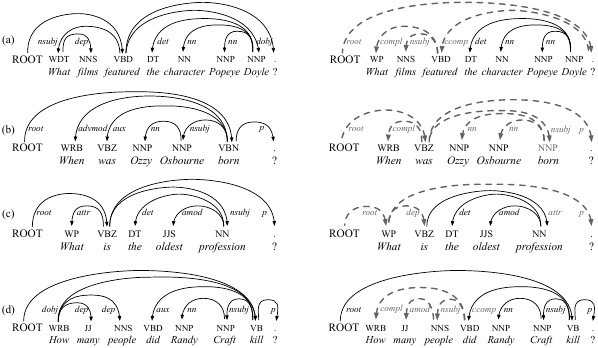 nsubj dep det nn nn dobj
root compl nsubj ccomp det nn nn p
(a) ROOT WDT NNS VBD DT NN NNP NNP .
ROOT WP NNS VBD DT NN NNP NNP .
What films featured the character Popeye Doyle ?
What films featured the character Popeye Doyle ?
root advmod aux nn nsubj p
root compl nn nn nsubj p
(b) ROOT WRB VBZ NNP NNP VBN .
ROOT WRB VBZ NNP NNP NNP .
When was Ozzy Osbourne born ?
When was Ozzy Osbourne born ?
root attr det amod nsubj p
root dep det amod attr p
(c) ROOT WP VBZ DT JJS NN .
ROOT WP VBZ DT JJS NN .
What is the oldest profession ?
What is the oldest profession ?
dobj dep dep aux nn nsubj p
compl amod nsubj ccomp nn nsubj p
(d) ROOT WRB JJ NNS VBD NNP NNP VB .
ROOT WRB JJ NNS VBD NNP NNP VB .
How many people did Randy Craft kill ?
How many people did Randy Craft kill ?